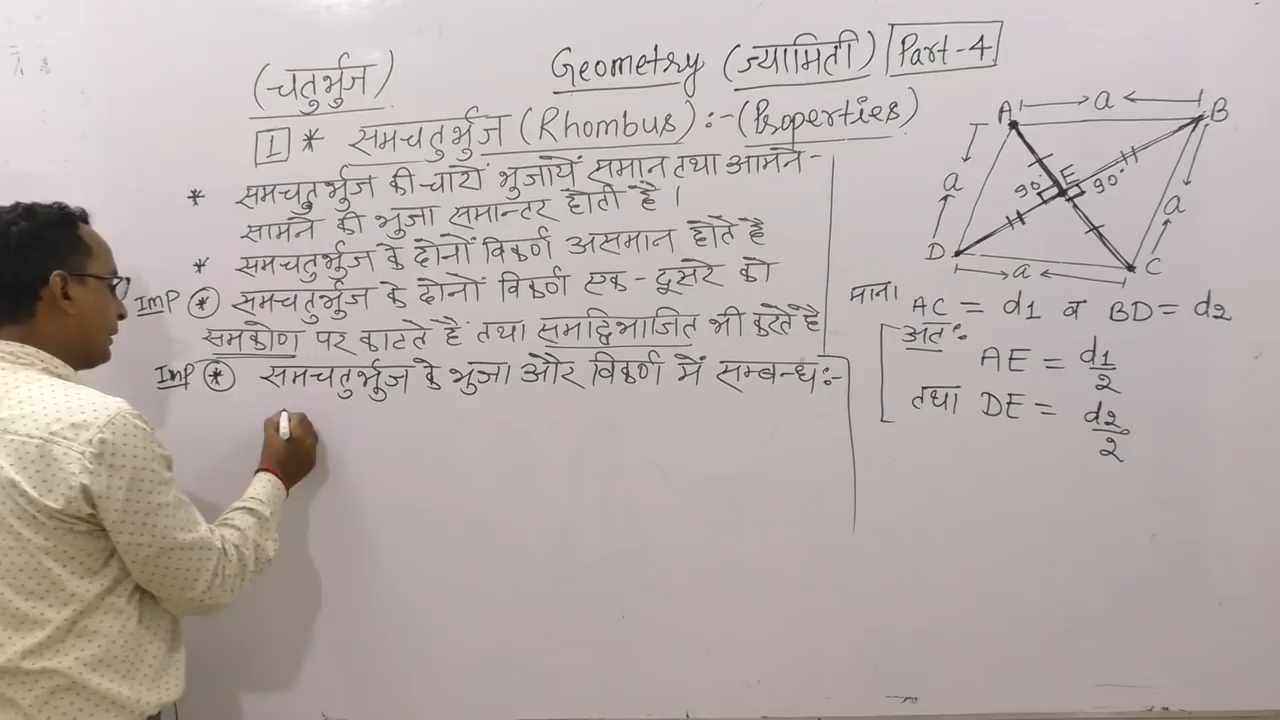 (चतुर्भुज)
Geometry (ज्यामिती) Part-4
1 * समचतुर्भुज (Rhombus) :- (Properties)
* समचतुर्भुज की चारों भुजायें समान तथा आमने-
सामने की भुजा समान्तर होती है ।
* समचतुर्भुज के दोनों विकर्ण असमान होते है
Imp * समचतुर्भुज के दोनों विकर्ण एक-दूसरे को
समकोण पर काटते है तथा समद्विभाजित भी करते है
Imp * समचतुर्भुज के भुजा और विकर्ण में सम्बन्ध:-
A a B
a 90° E 90° a
D a C
माना AC = d1 व BD = d2
अतः
AE = d1/2
तथा DE = d2/2